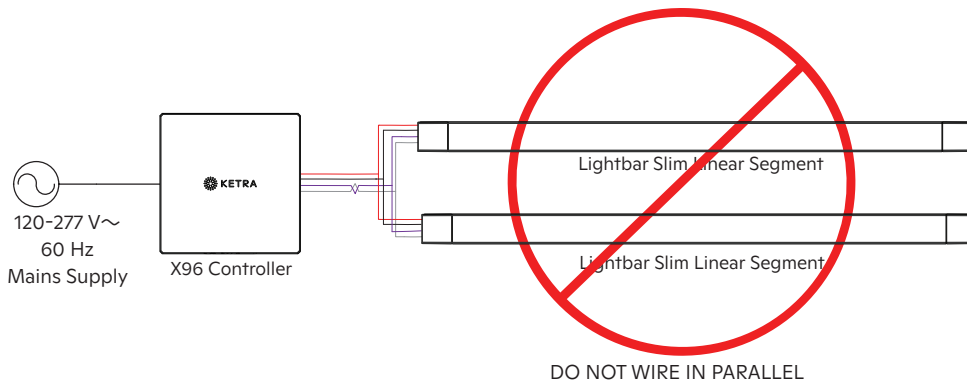 120-277 V～
60 Hz
Mains Supply
KETRA
X96 Controller
Lightbar Slim Linear Segment
Lightbar Slim Linear Segment
DO NOT WIRE IN PARALLEL